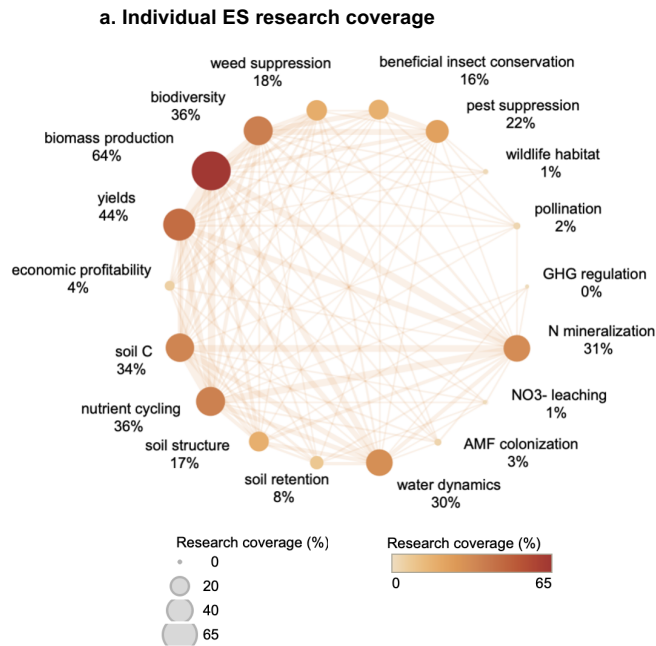 a. Individual ES research coverage
weed suppression
18%
beneficial insect conservation
16%
biodiversity
36%
pest suppression
22%
biomass production
64%
wildlife habitat
1%
yields
44%
pollination
2%
economic profitability
4%
GHG regulation
0%
N mineralization
31%
soil C
34%
NO3- leaching
1%
nutrient cycling
36%
AMF colonization
3%
soil structure
17%
soil retention
8%
water dynamics
30%
Research coverage (%)
0
20
40
65
Research coverage (%)
0
65